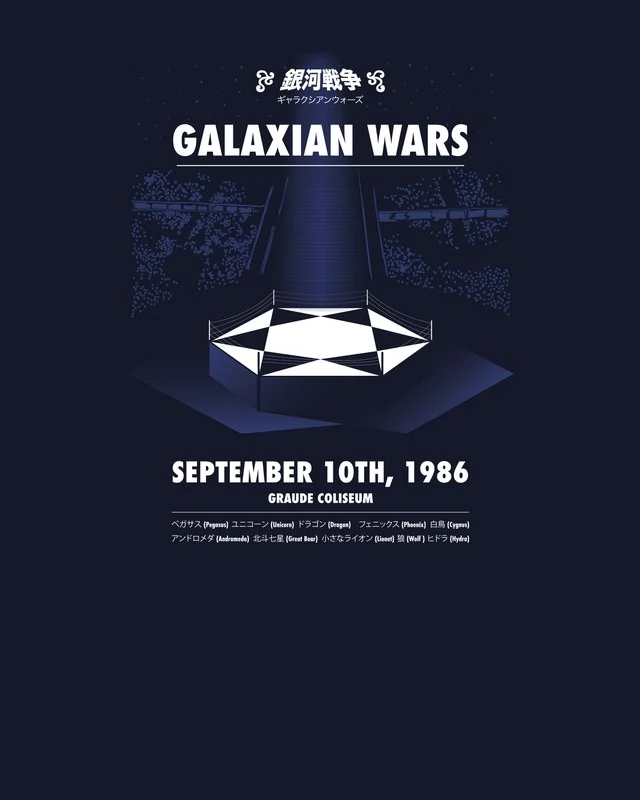 銀河戦争
ギャラクシアンウォーズ
GALAXIAN WARS
SEPTEMBER 10TH, 1986
GRAUDE COLISEUM
ペガサス (Pegasus) ユニコーン (Unicorn) ドラゴン (Dragon) フェニックス (Phoenix) 白鳥 (Cygnus)
アンドロメダ (Andromeda) 北斗七星 (Great Bear) 小さなライオン (Lionet) 狼 (Wolf ) ヒドラ (Hydra)